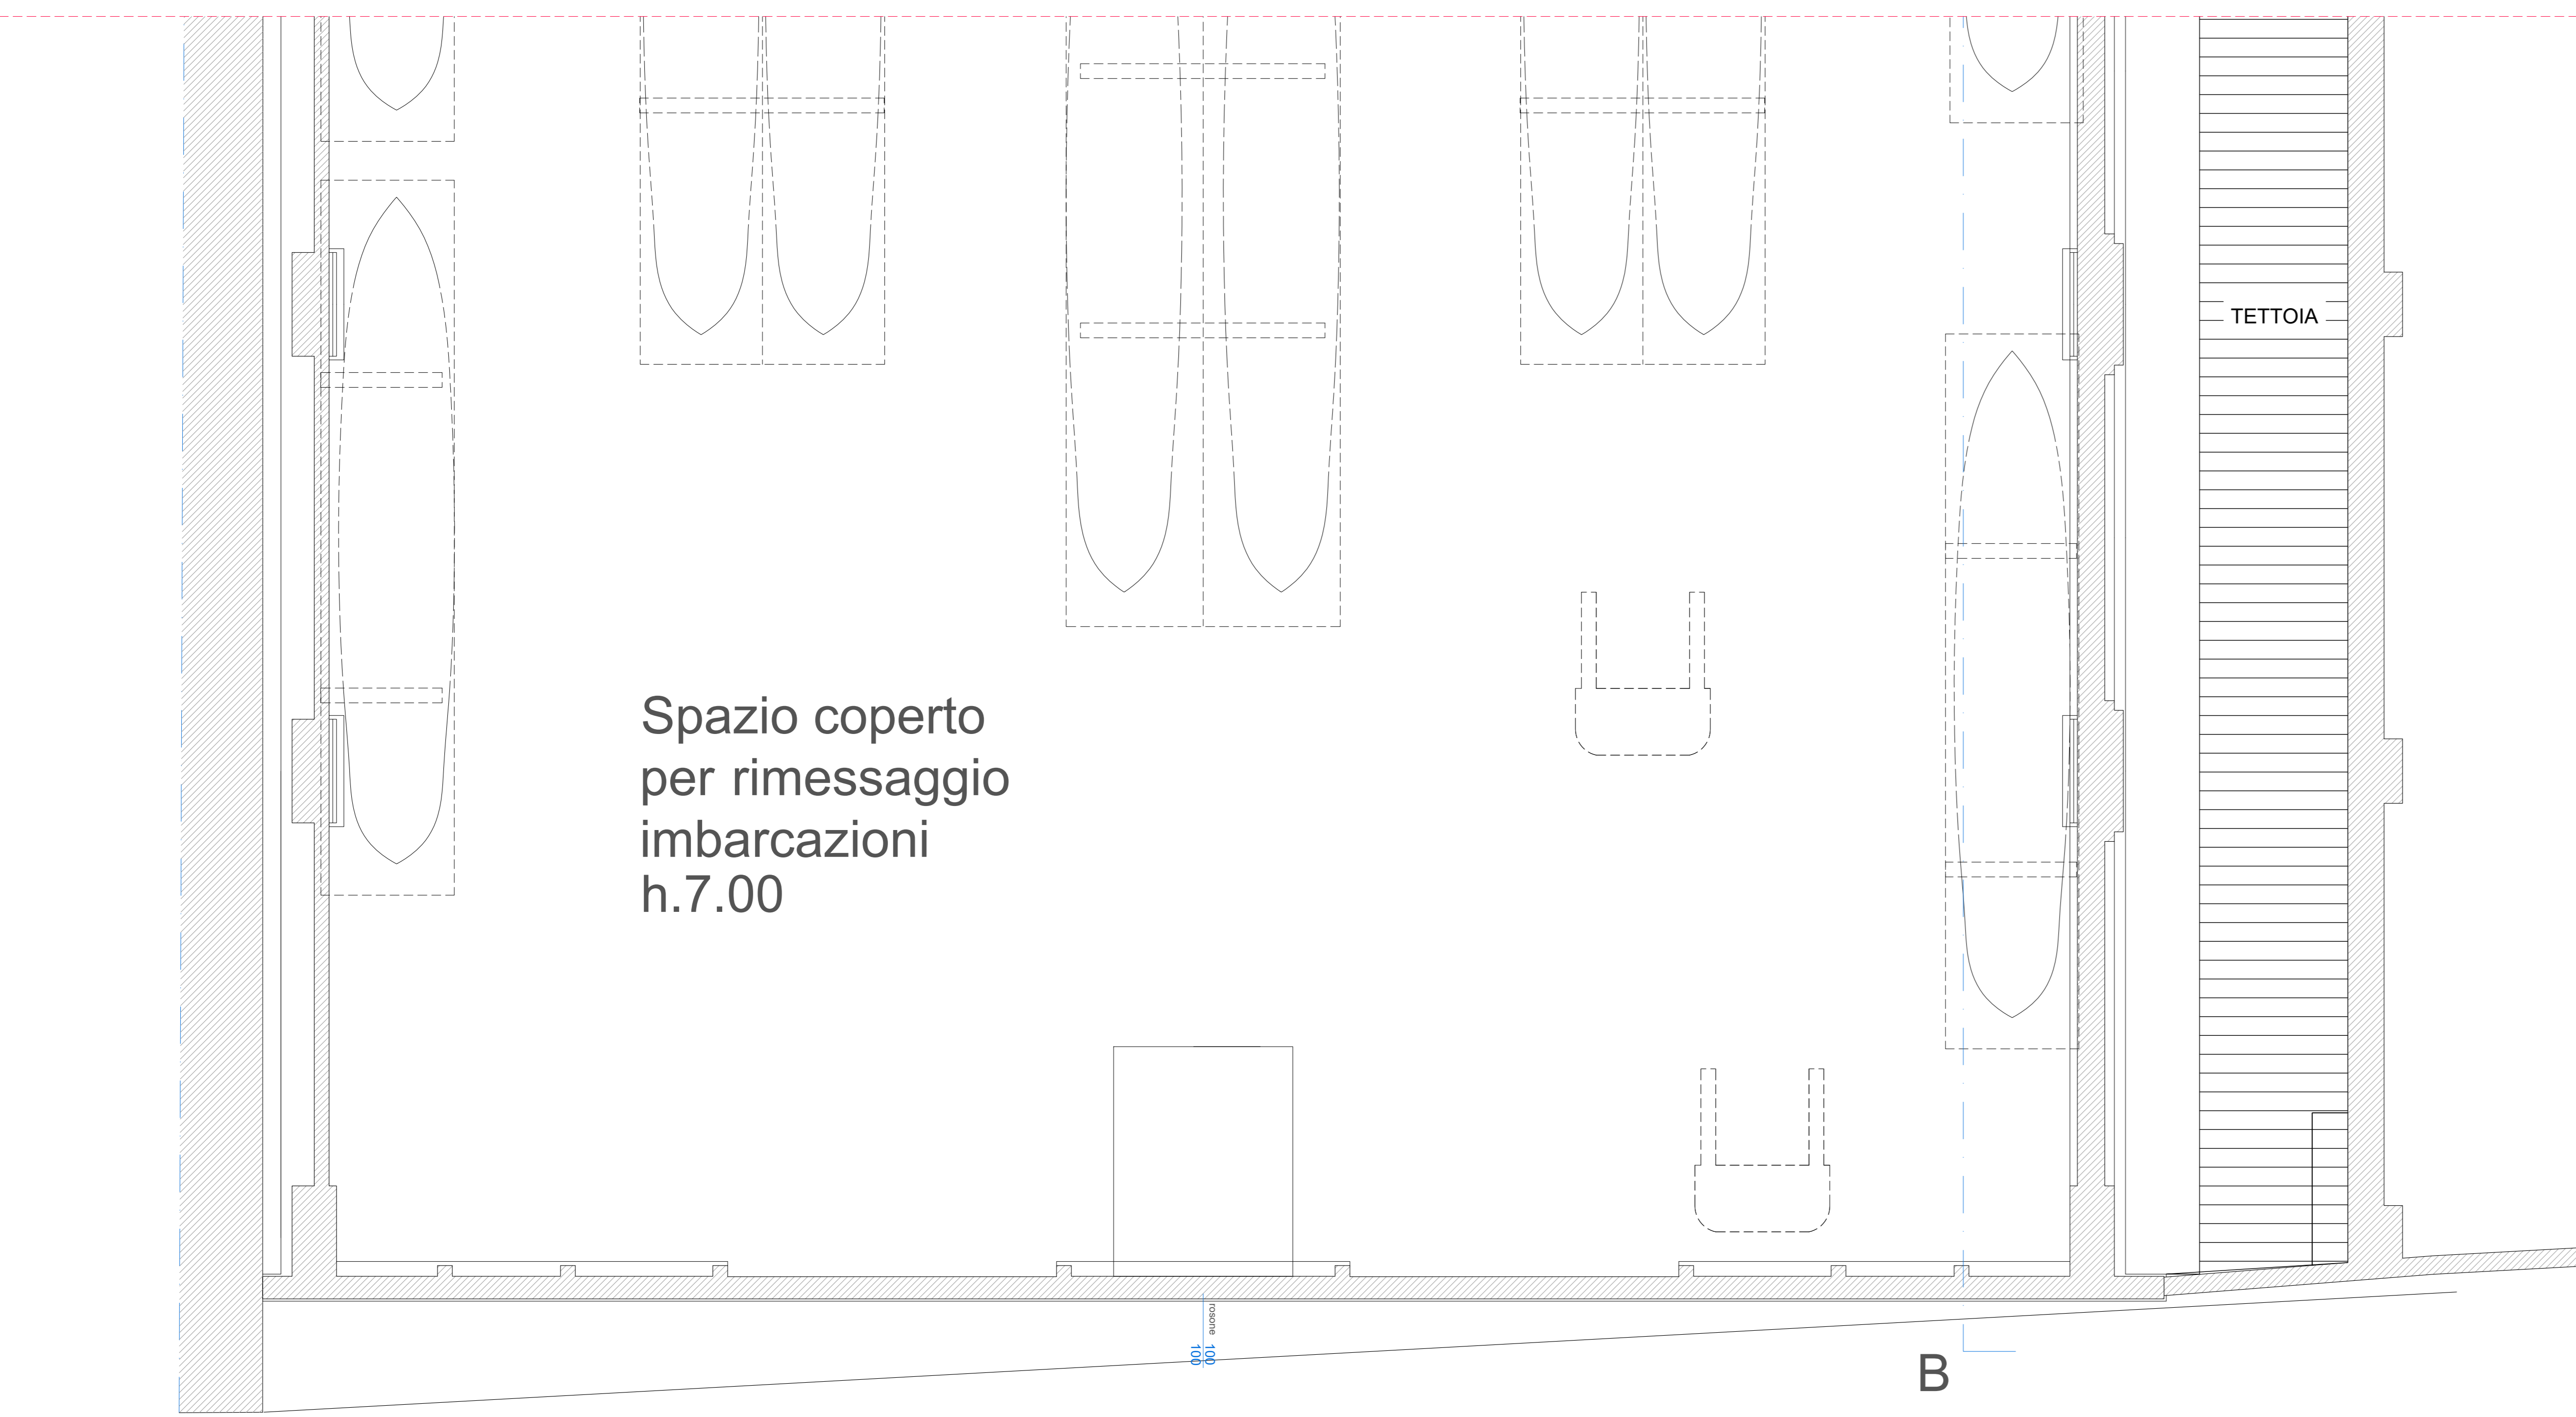 TETTOIA
Spazio coperto
per rimessaggio
imbarcazioni
h.7.00
rosone
100
100
B